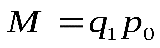 M = q₁p₀